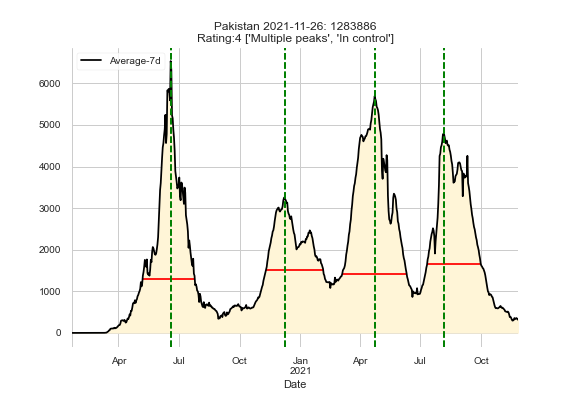 Pakistan 2021-11-26: 1283886
Rating:4 ['Multiple peaks', 'In control']
Average-7d
6000
5000
4000
3000
2000
1000
0
Apr Jul Oct Jan Apr Jul Oct
2021
Date